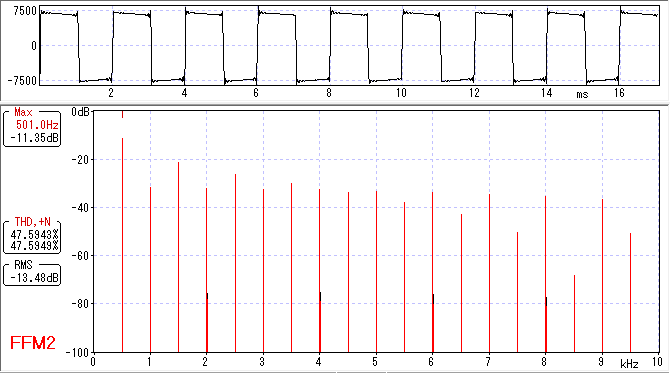 7500
0
-7500
2 4 6 8 10 12 14 ms 16
Max
501.0Hz
-11.35dB
0dB
-20
-40
-60
-80
-100
THD,+N
47.5943%
47.5949%
RMS
-13.48dB
FFM2
0 1 2 3 4 5 6 7 8 9 kHz 10